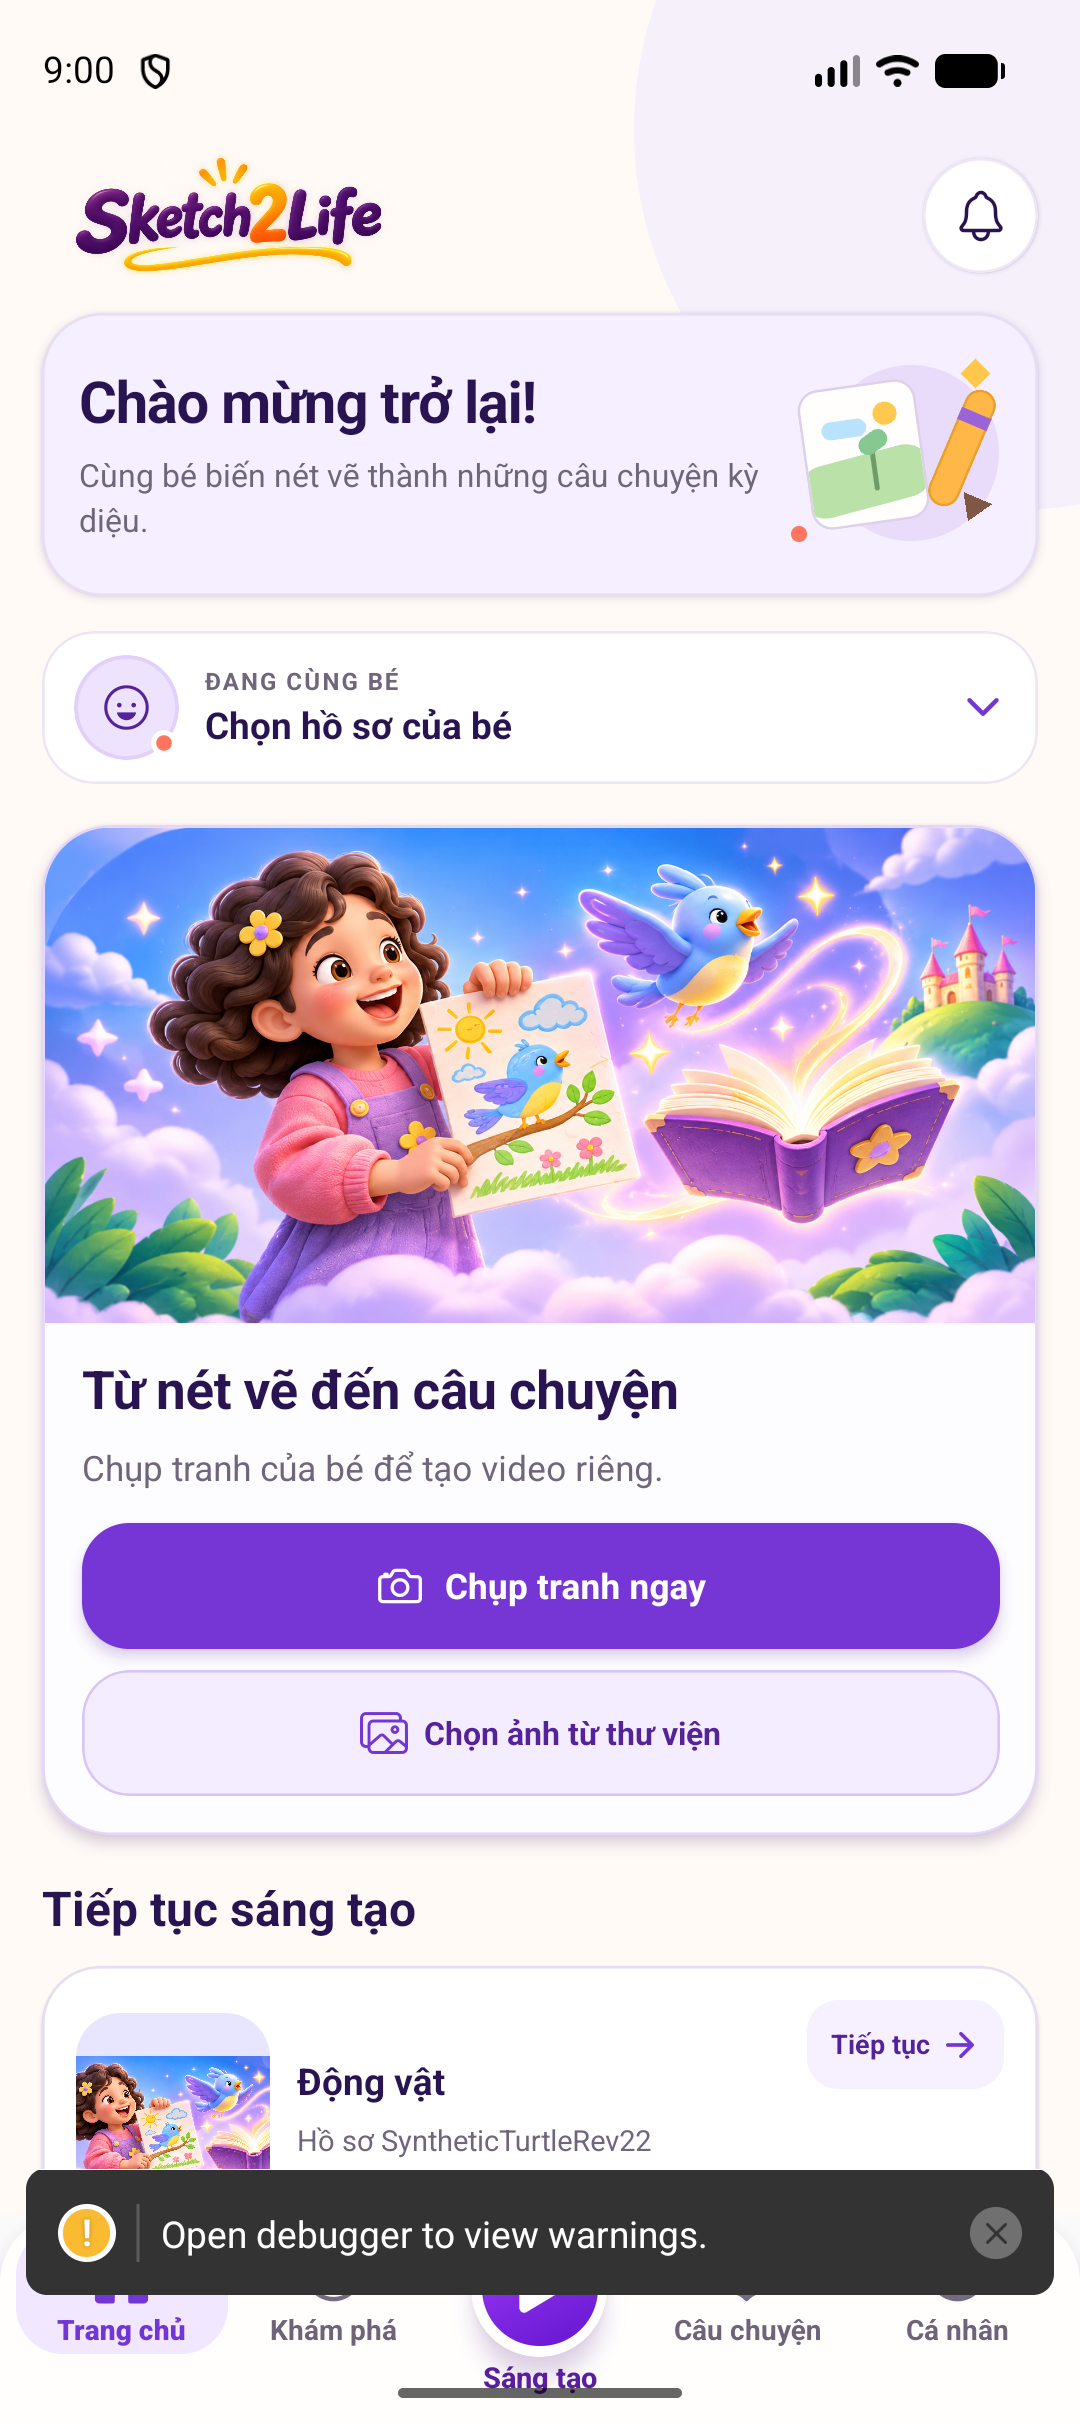 9:00
Sketch2Life
Chào mừng trở lại!
Cùng bé biến nét vẽ thành những câu chuyện kỳ
diệu.
ĐANG CÙNG BÉ
Chọn hồ sơ của bé
Từ nét vẽ đến câu chuyện
Chụp tranh của bé để tạo video riêng.
Chụp tranh ngay
Chọn ảnh từ thư viện
Tiếp tục sáng tạo
Tiếp tục
Động vật
Hồ sơ SyntheticTurtleRev22
Open debugger to view warnings.
Trang chủ
Khám phá
Sáng tạo
Câu chuyện
Cá nhân